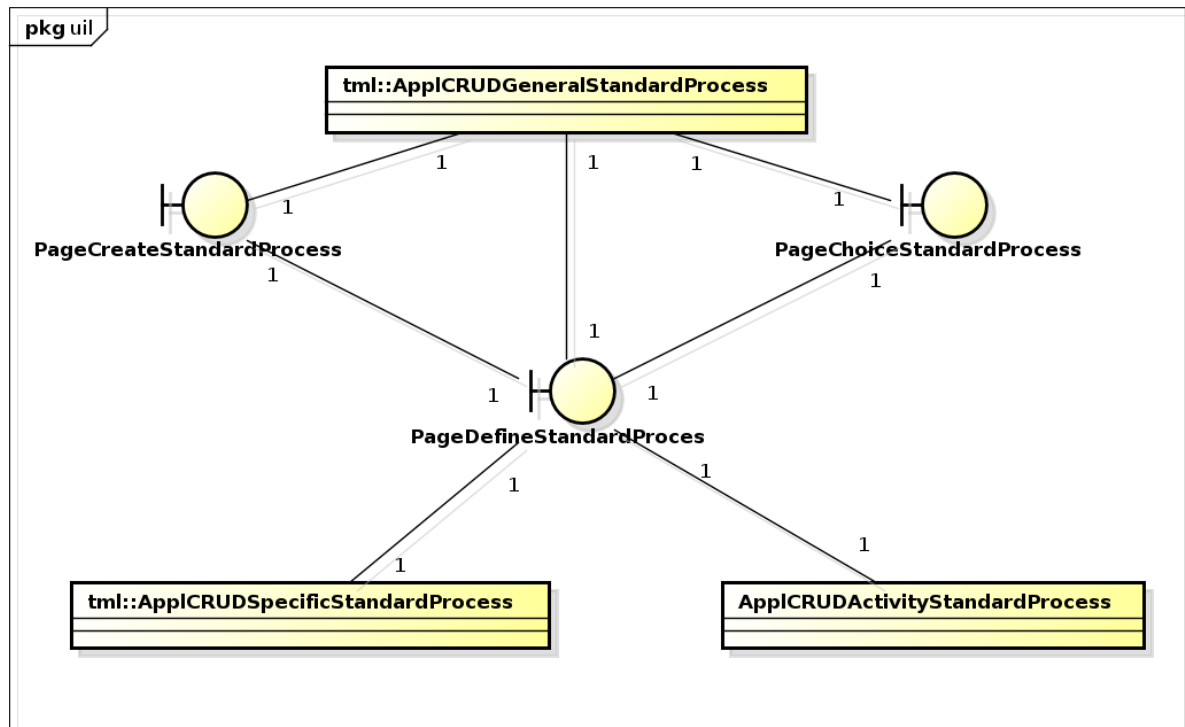 pkg uil
tml::ApplCRUDGeneralStandardProcess
1 1 1
1 1
PageCreateStandardProcess PageChoiceStandardProcess
1 1
1
1 1
PageDefineStandardProces
1 1
1 1
tml::ApplCRUDSpecificStandardProcess ApplCRUDActivityStandardProcess